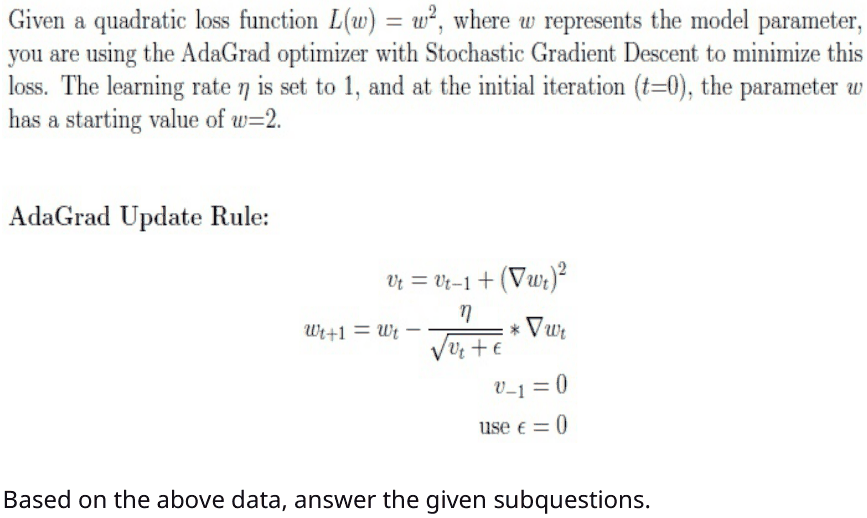 Given a quadratic loss function L(w) = w², where w represents the model parameter,
you are using the AdaGrad optimizer with Stochastic Gradient Descent to minimize this
loss. The learning rate η is set to 1, and at the initial iteration (t=0), the parameter w
has a starting value of w=2.
AdaGrad Update Rule:
v_t = v_{t−1} + (∇w_t)²
w_{t+1} = w_t − η / √(v_t + ϵ) * ∇w_t
v_{−1} = 0
use ϵ = 0
Based on the above data, answer the given subquestions.